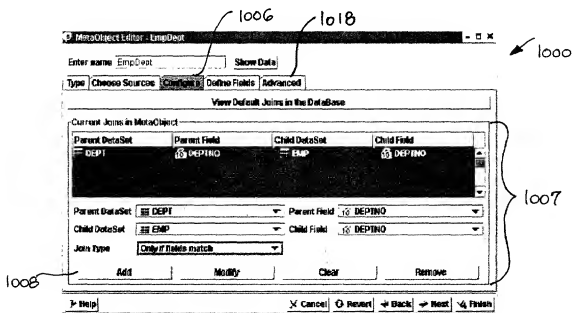 1006
1018
MetaObject Editor - EmpDept
1000
Enter name EmpDept Show Data
Type Choose Sources Configure Define Fields Advanced
View Default Joins in the DataBase
Current Joins in MetaObject
Parent DataSet Parent Field Child DataSet Child Field
DEPT DEPTNO EMP DEPTNO
1007
Parent DataSet DEPT Parent Field DEPTNO
Child DataSet EMP Child Field DEPTNO
Join Type Only if fields match
1008
Add Modify Clear Remove
Help Cancel Revert Back Next Finish